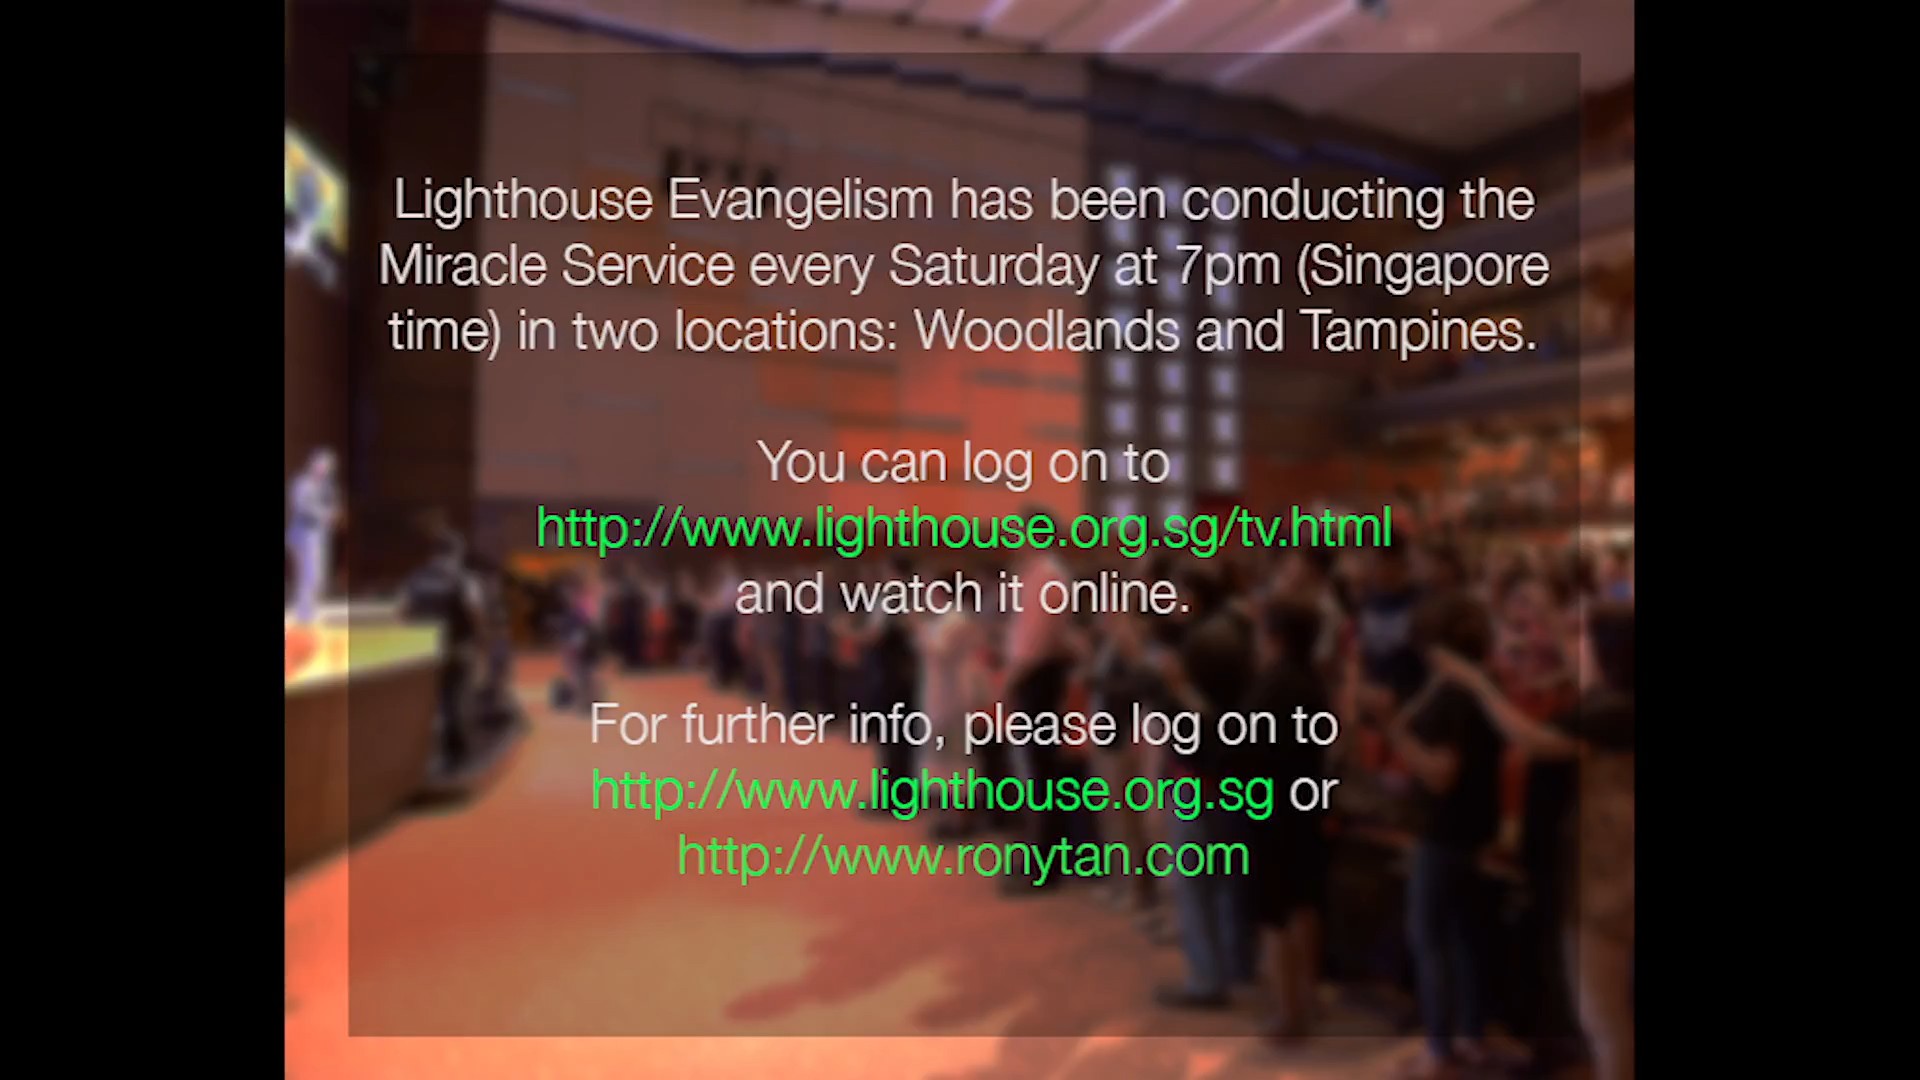 Lighthouse Evangelism has been conducting the
Miracle Service every Saturday at 7pm (Singapore
time) in two locations: Woodlands and Tampines.
You can log on to
http://www.lighthouse.org.sg/tv.html
and watch it online.
For further info, please log on to
http://www.lighthouse.org.sg or
http://www.ronytan.com